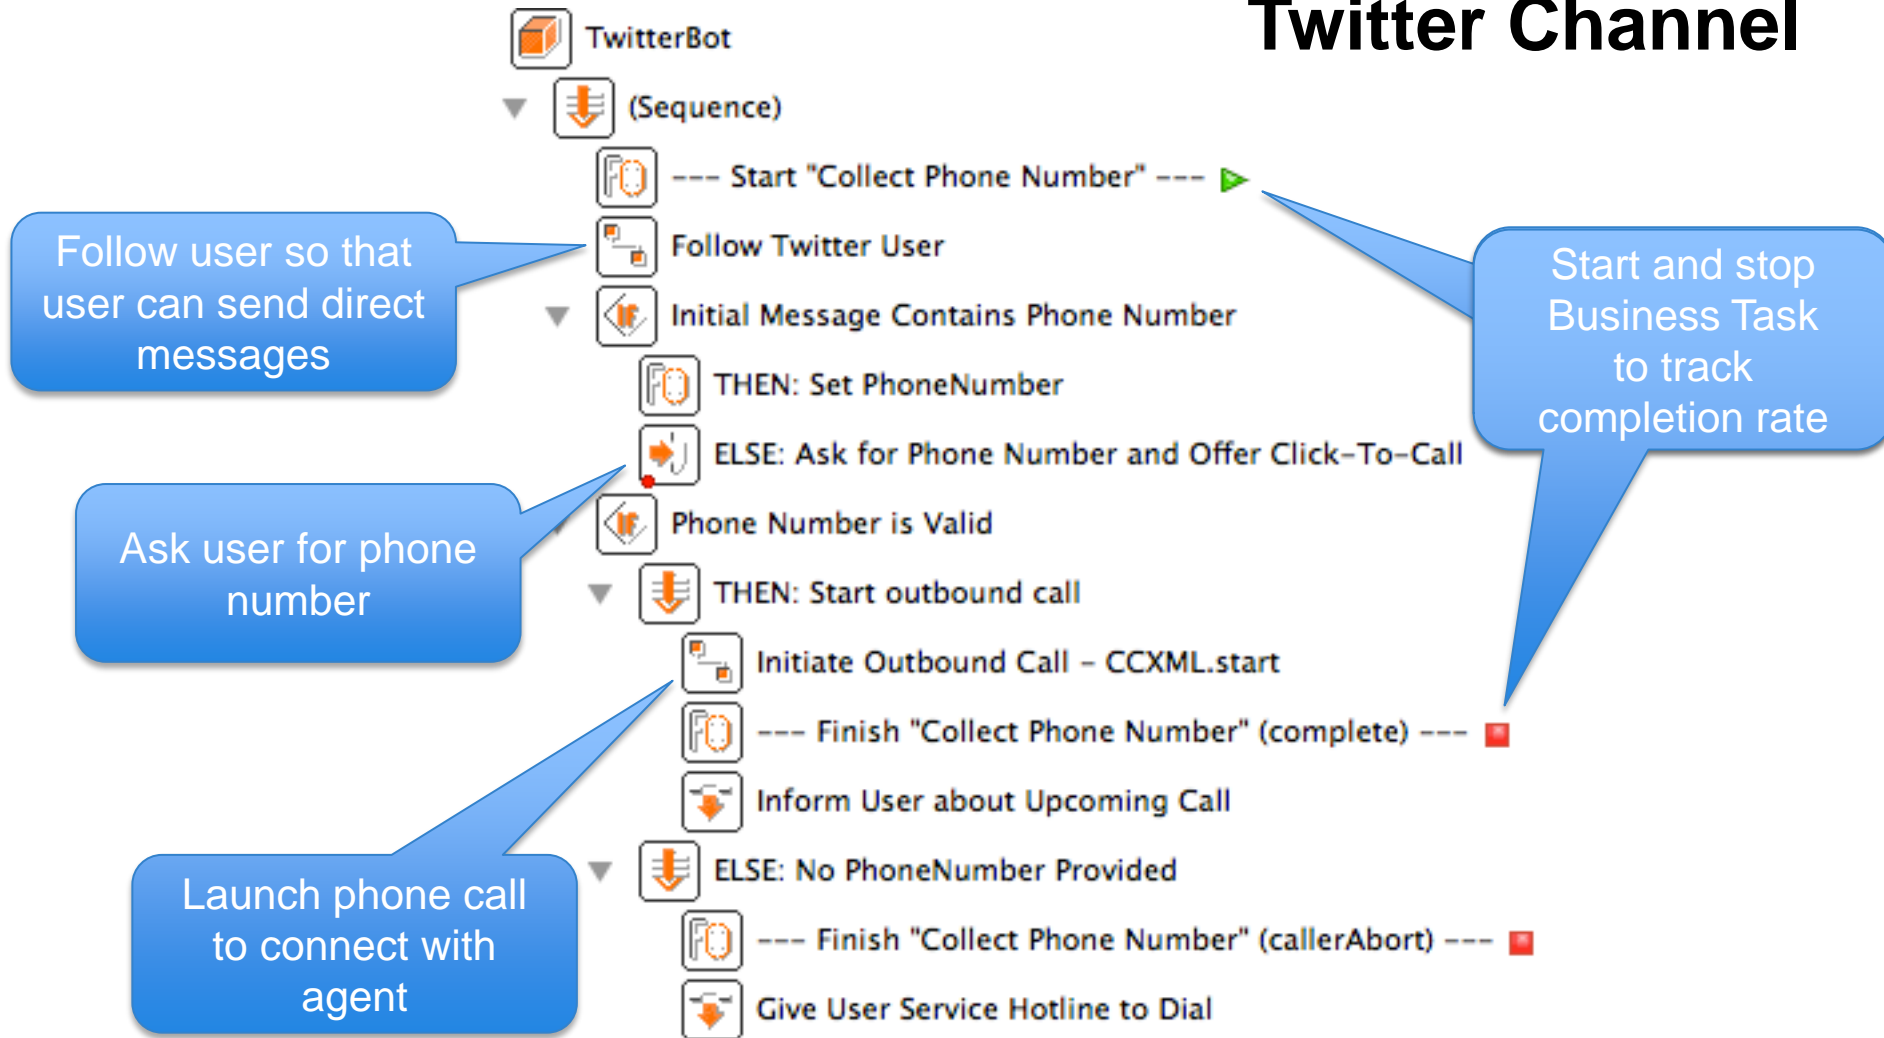 Twitter Channel
TwitterBot
(Sequence)
--- Start "Collect Phone Number" ---
Follow Twitter User
Initial Message Contains Phone Number
THEN: Set PhoneNumber
ELSE: Ask for Phone Number and Offer Click-To-Call
Phone Number is Valid
THEN: Start outbound call
Initiate Outbound Call - CCXML.start
--- Finish "Collect Phone Number" (complete) ---
Inform User about Upcoming Call
ELSE: No PhoneNumber Provided
--- Finish "Collect Phone Number" (callerAbort) ---
Give User Service Hotline to Dial
Follow user so that
user can send direct
messages
Ask user for phone
number
Launch phone call
to connect with
agent
Start and stop
Business Task
to track
completion rate